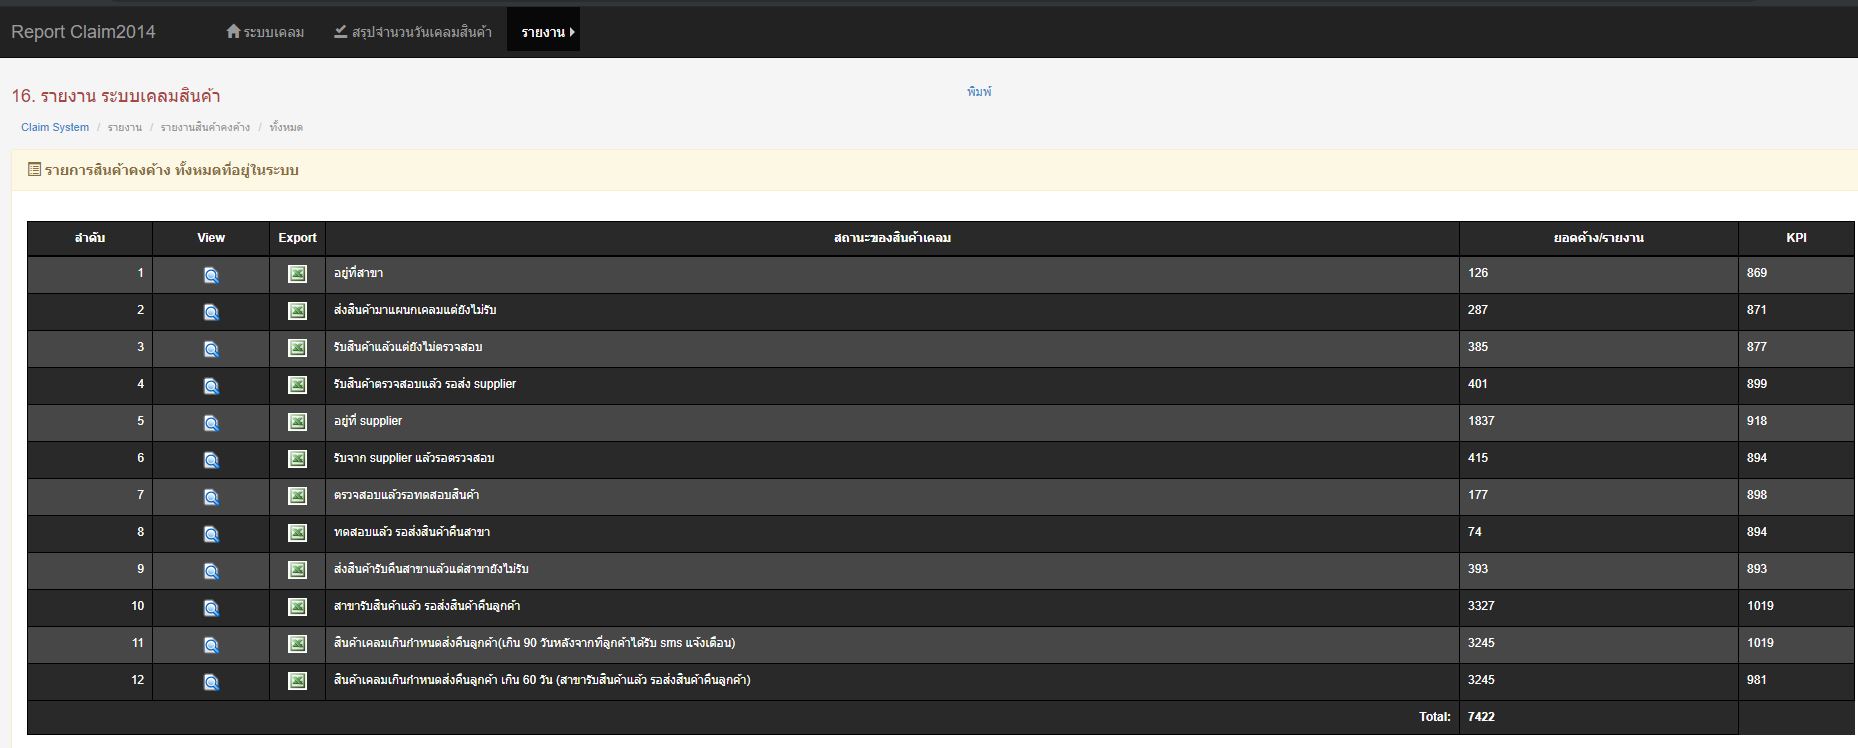 Report Claim2014 ระบบเคลม สรุปจำนวนวันเคลมสินค้า รายงาน
16. รายงาน ระบบเคลมสินค้า พิมพ์
Claim System / รายงาน / รายงานสินค้าคงค้าง / ทั้งหมด
รายการสินค้าคงค้าง ทั้งหมดที่อยู่ในระบบ
ลำดับ View Export สถานะของสินค้าเคลม ยอดค้าง/รายงาน KPI
1 อยู่ที่สาขา 126 869
2 ส่งสินค้ามาแผนกเคลมแต่ยังไม่รับ 287 871
3 รับสินค้าแล้วแต่ยังไม่ตรวจสอบ 385 877
4 รับสินค้าตรวจสอบแล้ว รอส่ง supplier 401 899
5 อยู่ที่ supplier 1837 918
6 รับจาก supplier แล้วรอตรวจสอบ 415 894
7 ตรวจสอบแล้วรอทดสอบสินค้า 177 898
8 ทดสอบแล้ว รอส่งสินค้าคืนสาขา 74 894
9 ส่งสินค้ารับคืนสาขาแล้วแต่สาขายังไม่รับ 393 893
10 สาขารับสินค้าแล้ว รอส่งสินค้าคืนลูกค้า 3327 1019
11 สินค้าเคลมเกินกำหนดส่งคืนลูกค้า(เกิน 90 วันหลังจากที่ลูกค้าได้รับ sms แจ้งเตือน) 3245 1019
12 สินค้าเคลมเกินกำหนดส่งคืนลูกค้า เกิน 60 วัน (สาขารับสินค้าแล้ว รอส่งสินค้าคืนลูกค้า) 3245 981
Total: 7422